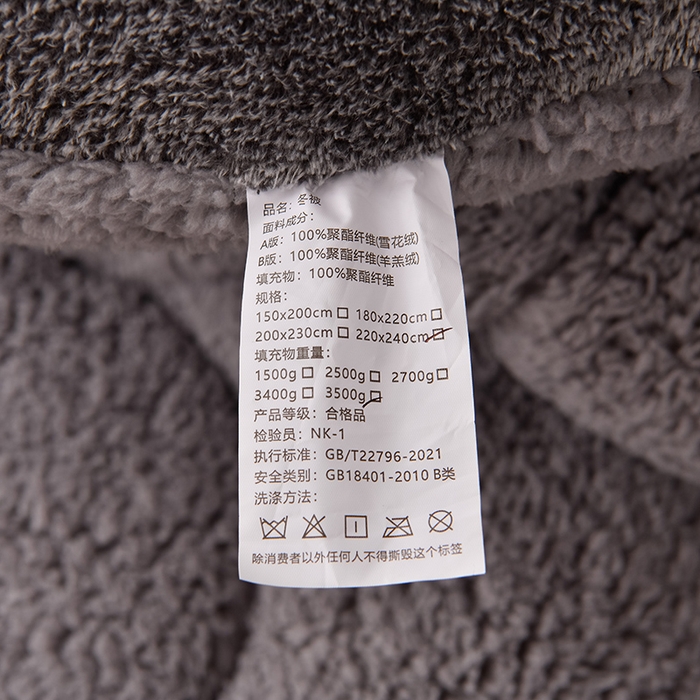 品名：冬被
面料成分：
A版：100%聚酯纤维(雪花绒)
B版：100%聚酯纤维(羊羔绒)
填充物：100%聚酯纤维
规格：
150x200cm□ 180x220cm□
200x230cm□ 220x240cm☑
填充物重量：
1500g□ 2500g□ 2700g□
3400g□ 3500g☑
产品等级：合格品
检验员：NK-1
执行标准：GB/T22796-2021
安全类别：GB18401-2010 B类
洗涤方法：
除消费者以外任何人不得撕毁这个标签